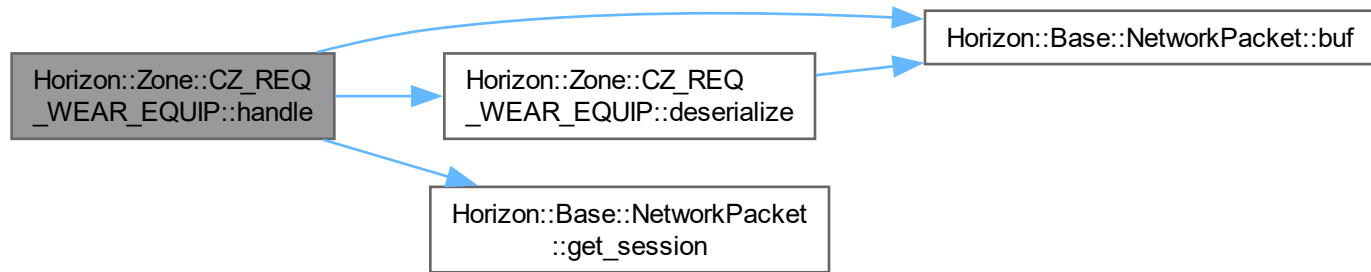 Horizon::Zone::CZ_REQ
_WEAR_EQUIP::handle
Horizon::Zone::CZ_REQ
_WEAR_EQUIP::deserialize
Horizon::Base::NetworkPacket::buf
Horizon::Base::NetworkPacket
::get_session